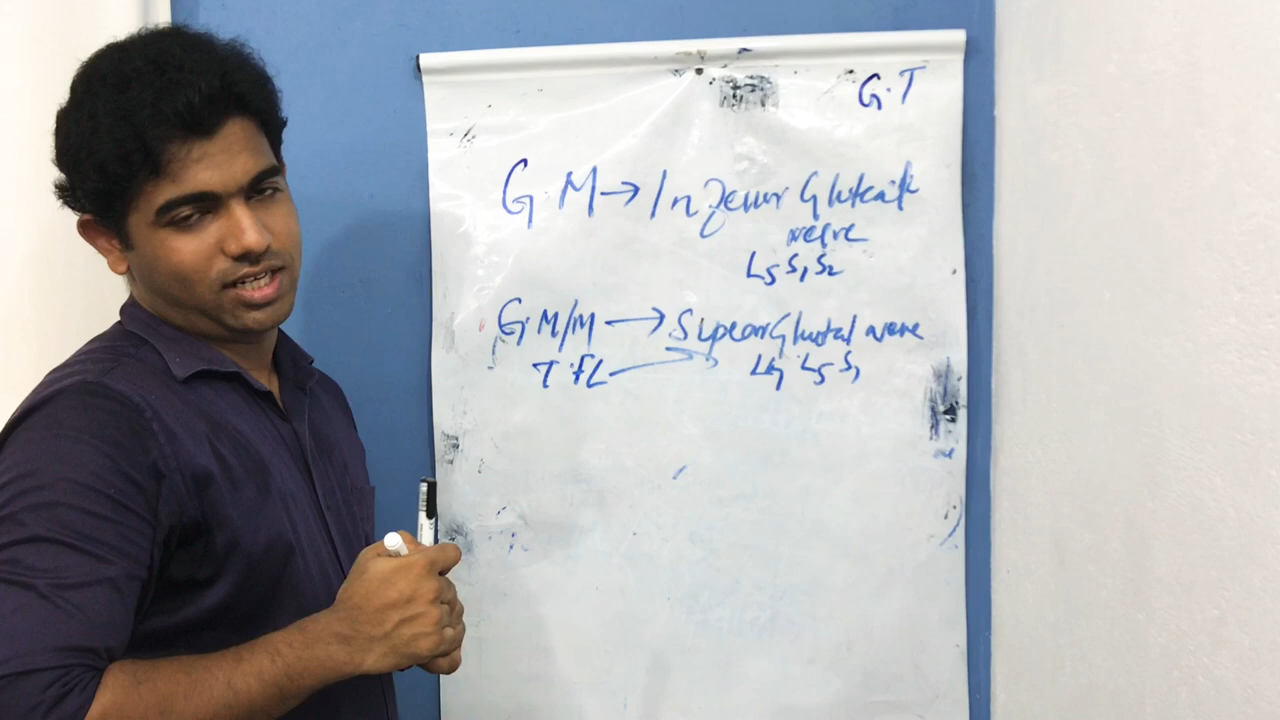 G.T
G.M → Inferior Gluteal
nerve
L5 S1 S2
G.M/M → Superior Gluteal nerve
T.FL → L4 L5 S1